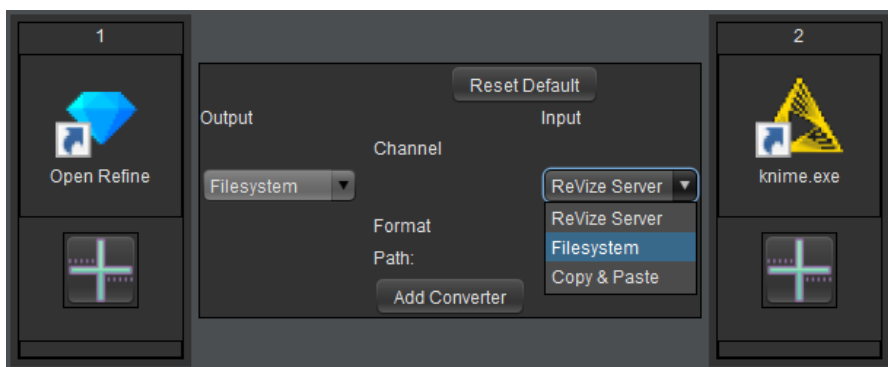 1
Open Refine
Reset Default
Output
Input
Channel
Filesystem
ReVize Server
ReVize Server
Filesystem
Copy & Paste
Format
Path:
Add Converter
2
knime.exe